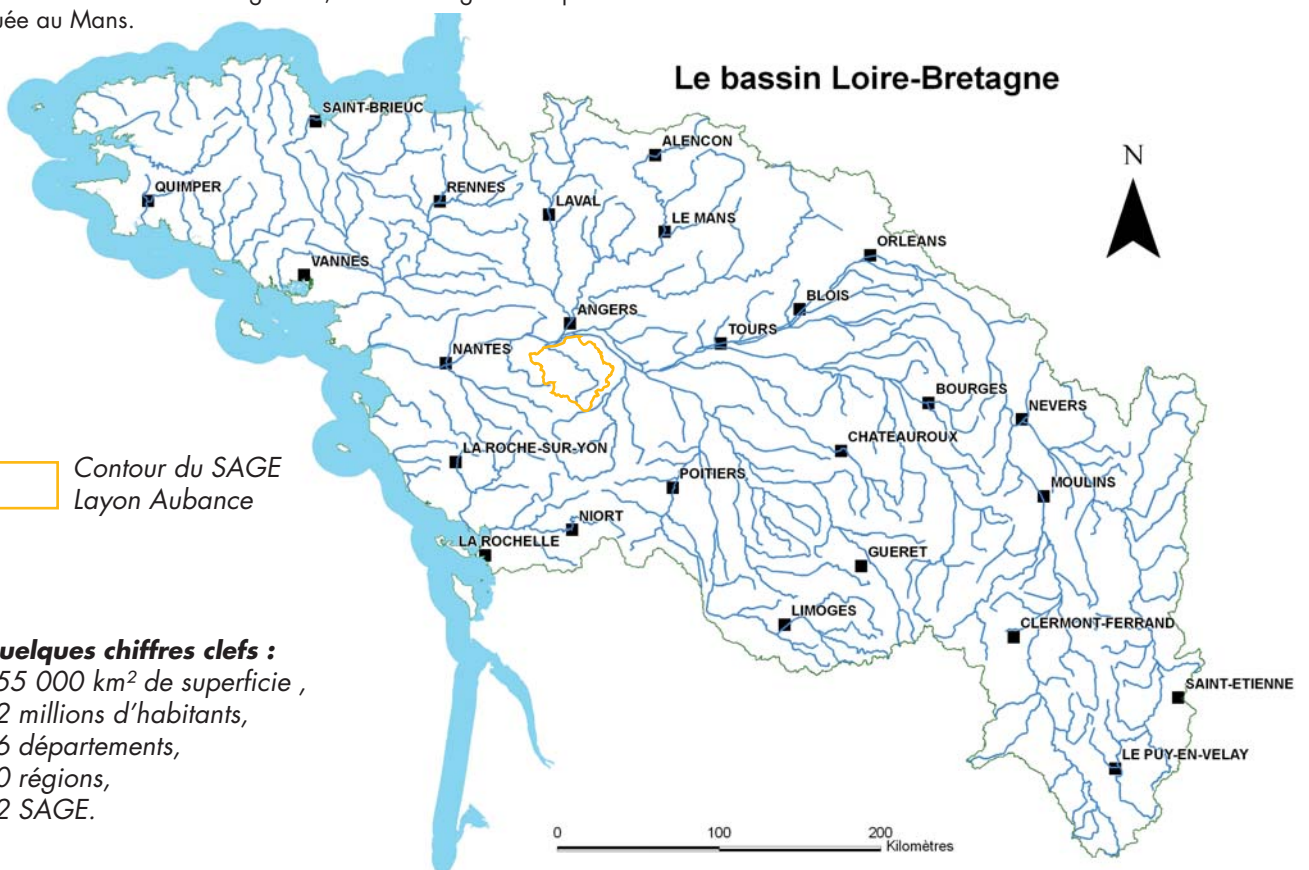 uée au Mans.
Le bassin Loire-Bretagne
N
SAINT-BRIEUC
ALENCON
QUIMPER
RENNES
LAVAL
LE MANS
ORLEANS
VANNES
BLOIS
ANGERS
TOURS
NANTES
BOURGES
NEVERS
CHATEAUROUX
LA ROCHE-SUR-YON
POITIERS
MOULINS
NIORT
LA ROCHELLE
GUERET
LIMOGES
CLERMONT-FERRAND
SAINT-ETIENNE
LE PUY-EN-VELAY
Contour du SAGE
Layon Aubance
uelques chiffres clefs :
55 000 km² de superficie ,
2 millions d'habitants,
6 départements,
0 régions,
2 SAGE.
0 100 200
Kilomètres